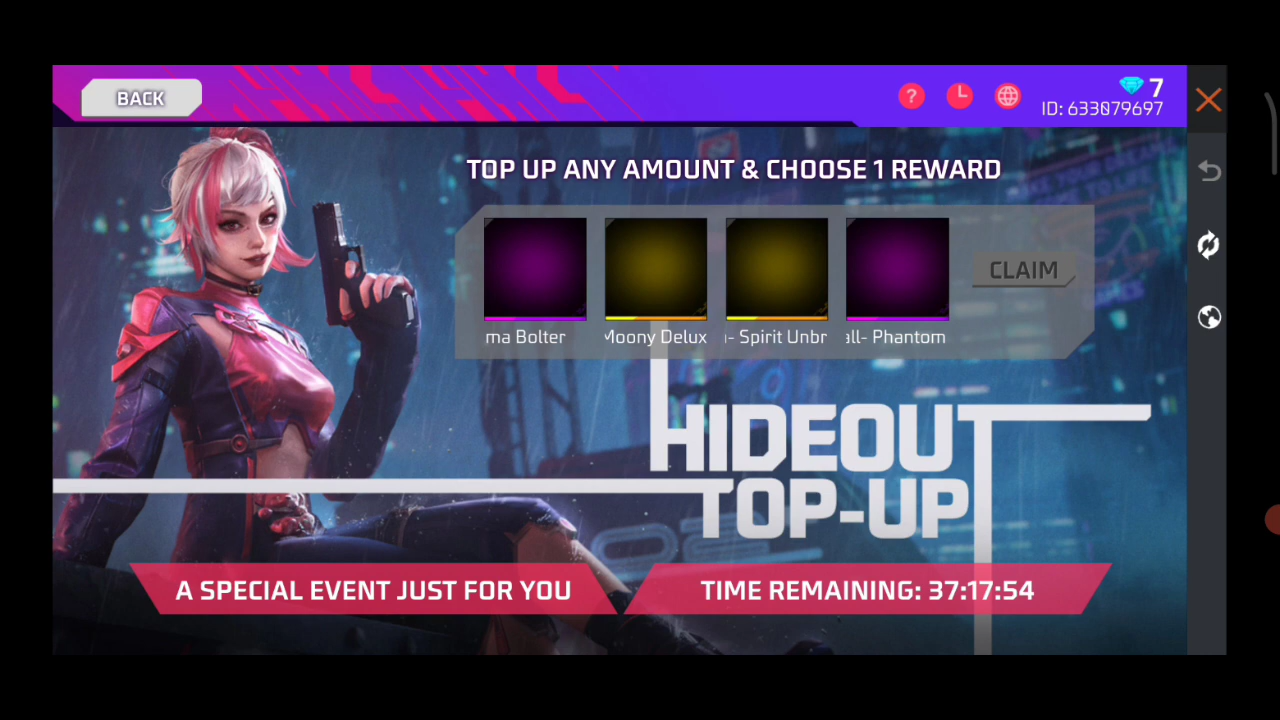 BACK
?
7
ID: 633079697
TOP UP ANY AMOUNT & CHOOSE 1 REWARD
ma Bolter
Moony Delux
- Spirit Unbr
all- Phantom
CLAIM
HIDEOUT
TOP-UP
A SPECIAL EVENT JUST FOR YOU
TIME REMAINING: 37:17:54